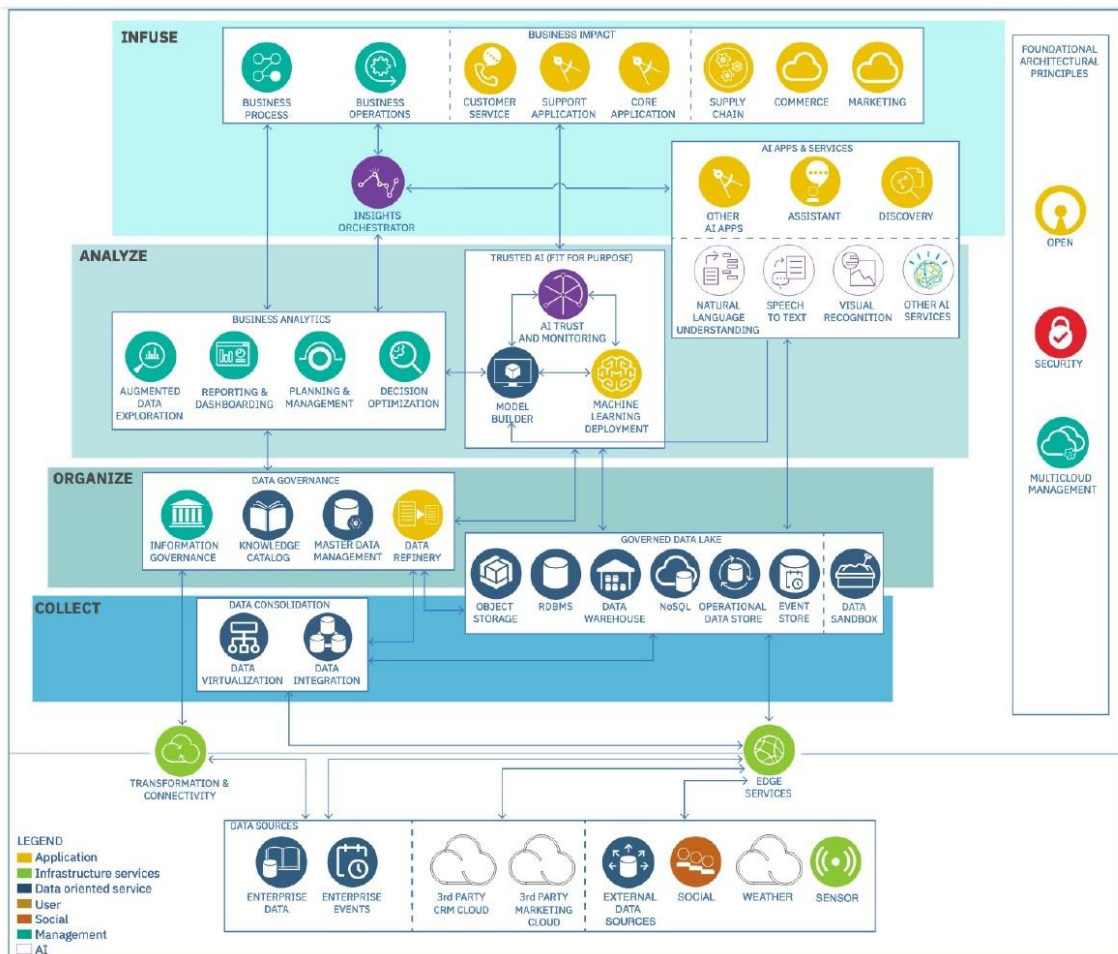 INFUSE
BUSINESS IMPACT
BUSINESS
PROCESS
BUSINESS
OPERATIONS
CUSTOMER
SERVICE
SUPPORT
APPLICATION
CORE
APPLICATION
SUPPLY
CHAIN
COMMERCE
MARKETING
FOUNDATIONAL
ARCHITECTURAL
PRINCIPLES
OPEN
SECURITY
MULTICLOUD
MANAGEMENT
INSIGHTS
ORCHESTRATOR
AI APPS & SERVICES
OTHER
AI APPS
ASSISTANT
DISCOVERY
NATURAL
LANGUAGE
UNDERSTANDING
SPEECH
TO TEXT
VISUAL
RECOGNITION
OTHER AI
SERVICES
ANALYZE
TRUSTED AI (FIT FOR PURPOSE)
AI TRUST
AND MONITORING
MODEL
BUILDER
MACHINE
LEARNING
DEPLOYMENT
BUSINESS ANALYTICS
AUGMENTED
DATA
EXPLORATION
REPORTING &
DASHBOARDING
PLANNING &
MANAGEMENT
DECISION
OPTIMIZATION
ORGANIZE
DATA GOVERNANCE
INFORMATION
GOVERNANCE
KNOWLEDGE
CATALOG
MASTER DATA
MANAGEMENT
DATA
REFINERY
GOVERNED DATA LAKE
OBJECT
STORAGE
RDBMS
DATA
WAREHOUSE
NoSQL
OPERATIONAL
DATA STORE
EVENT
STORE
DATA
SANDBOX
COLLECT
DATA CONSOLIDATION
DATA
VIRTUALIZATION
DATA
INTEGRATION
TRANSFORMATION &
CONNECTIVITY
EDGE
SERVICES
DATA SOURCES
ENTERPRISE
DATA
ENTERPRISE
EVENTS
3rd PARTY
CRM CLOUD
3rd PARTY
MARKETING
CLOUD
EXTERNAL
DATA
SOURCES
SOCIAL
WEATHER
SENSOR
LEGEND
Application
Infrastructure services
Data oriented service
User
Social
Management
AI